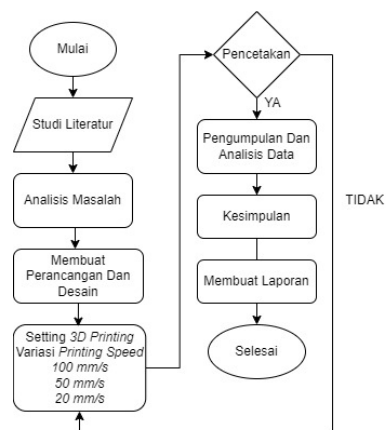 Mulai
Studi Literatur
Analisis Masalah
Membuat
Perancangan Dan
Desain
Setting 3D Printing
Variasi Printing Speed
100 mm/s
50 mm/s
20 mm/s
Pencetakan
YA
TIDAK
Pengumpulan Dan
Analisis Data
Kesimpulan
Membuat Laporan
Selesai